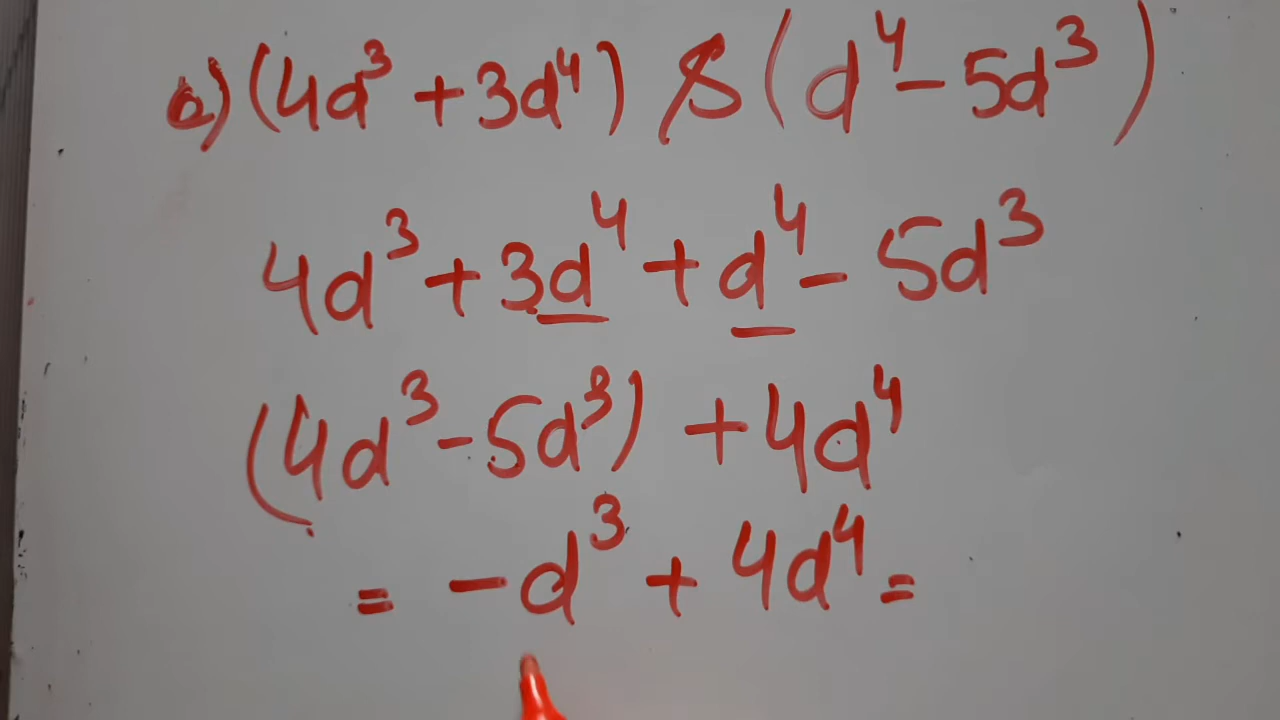 a) (4d³ + 3d⁴) & (d⁴ - 5d³)
4d³ + 3d⁴ + d⁴ - 5d³
(4d³ - 5d³) + 4d⁴
= -d³ + 4d⁴ =